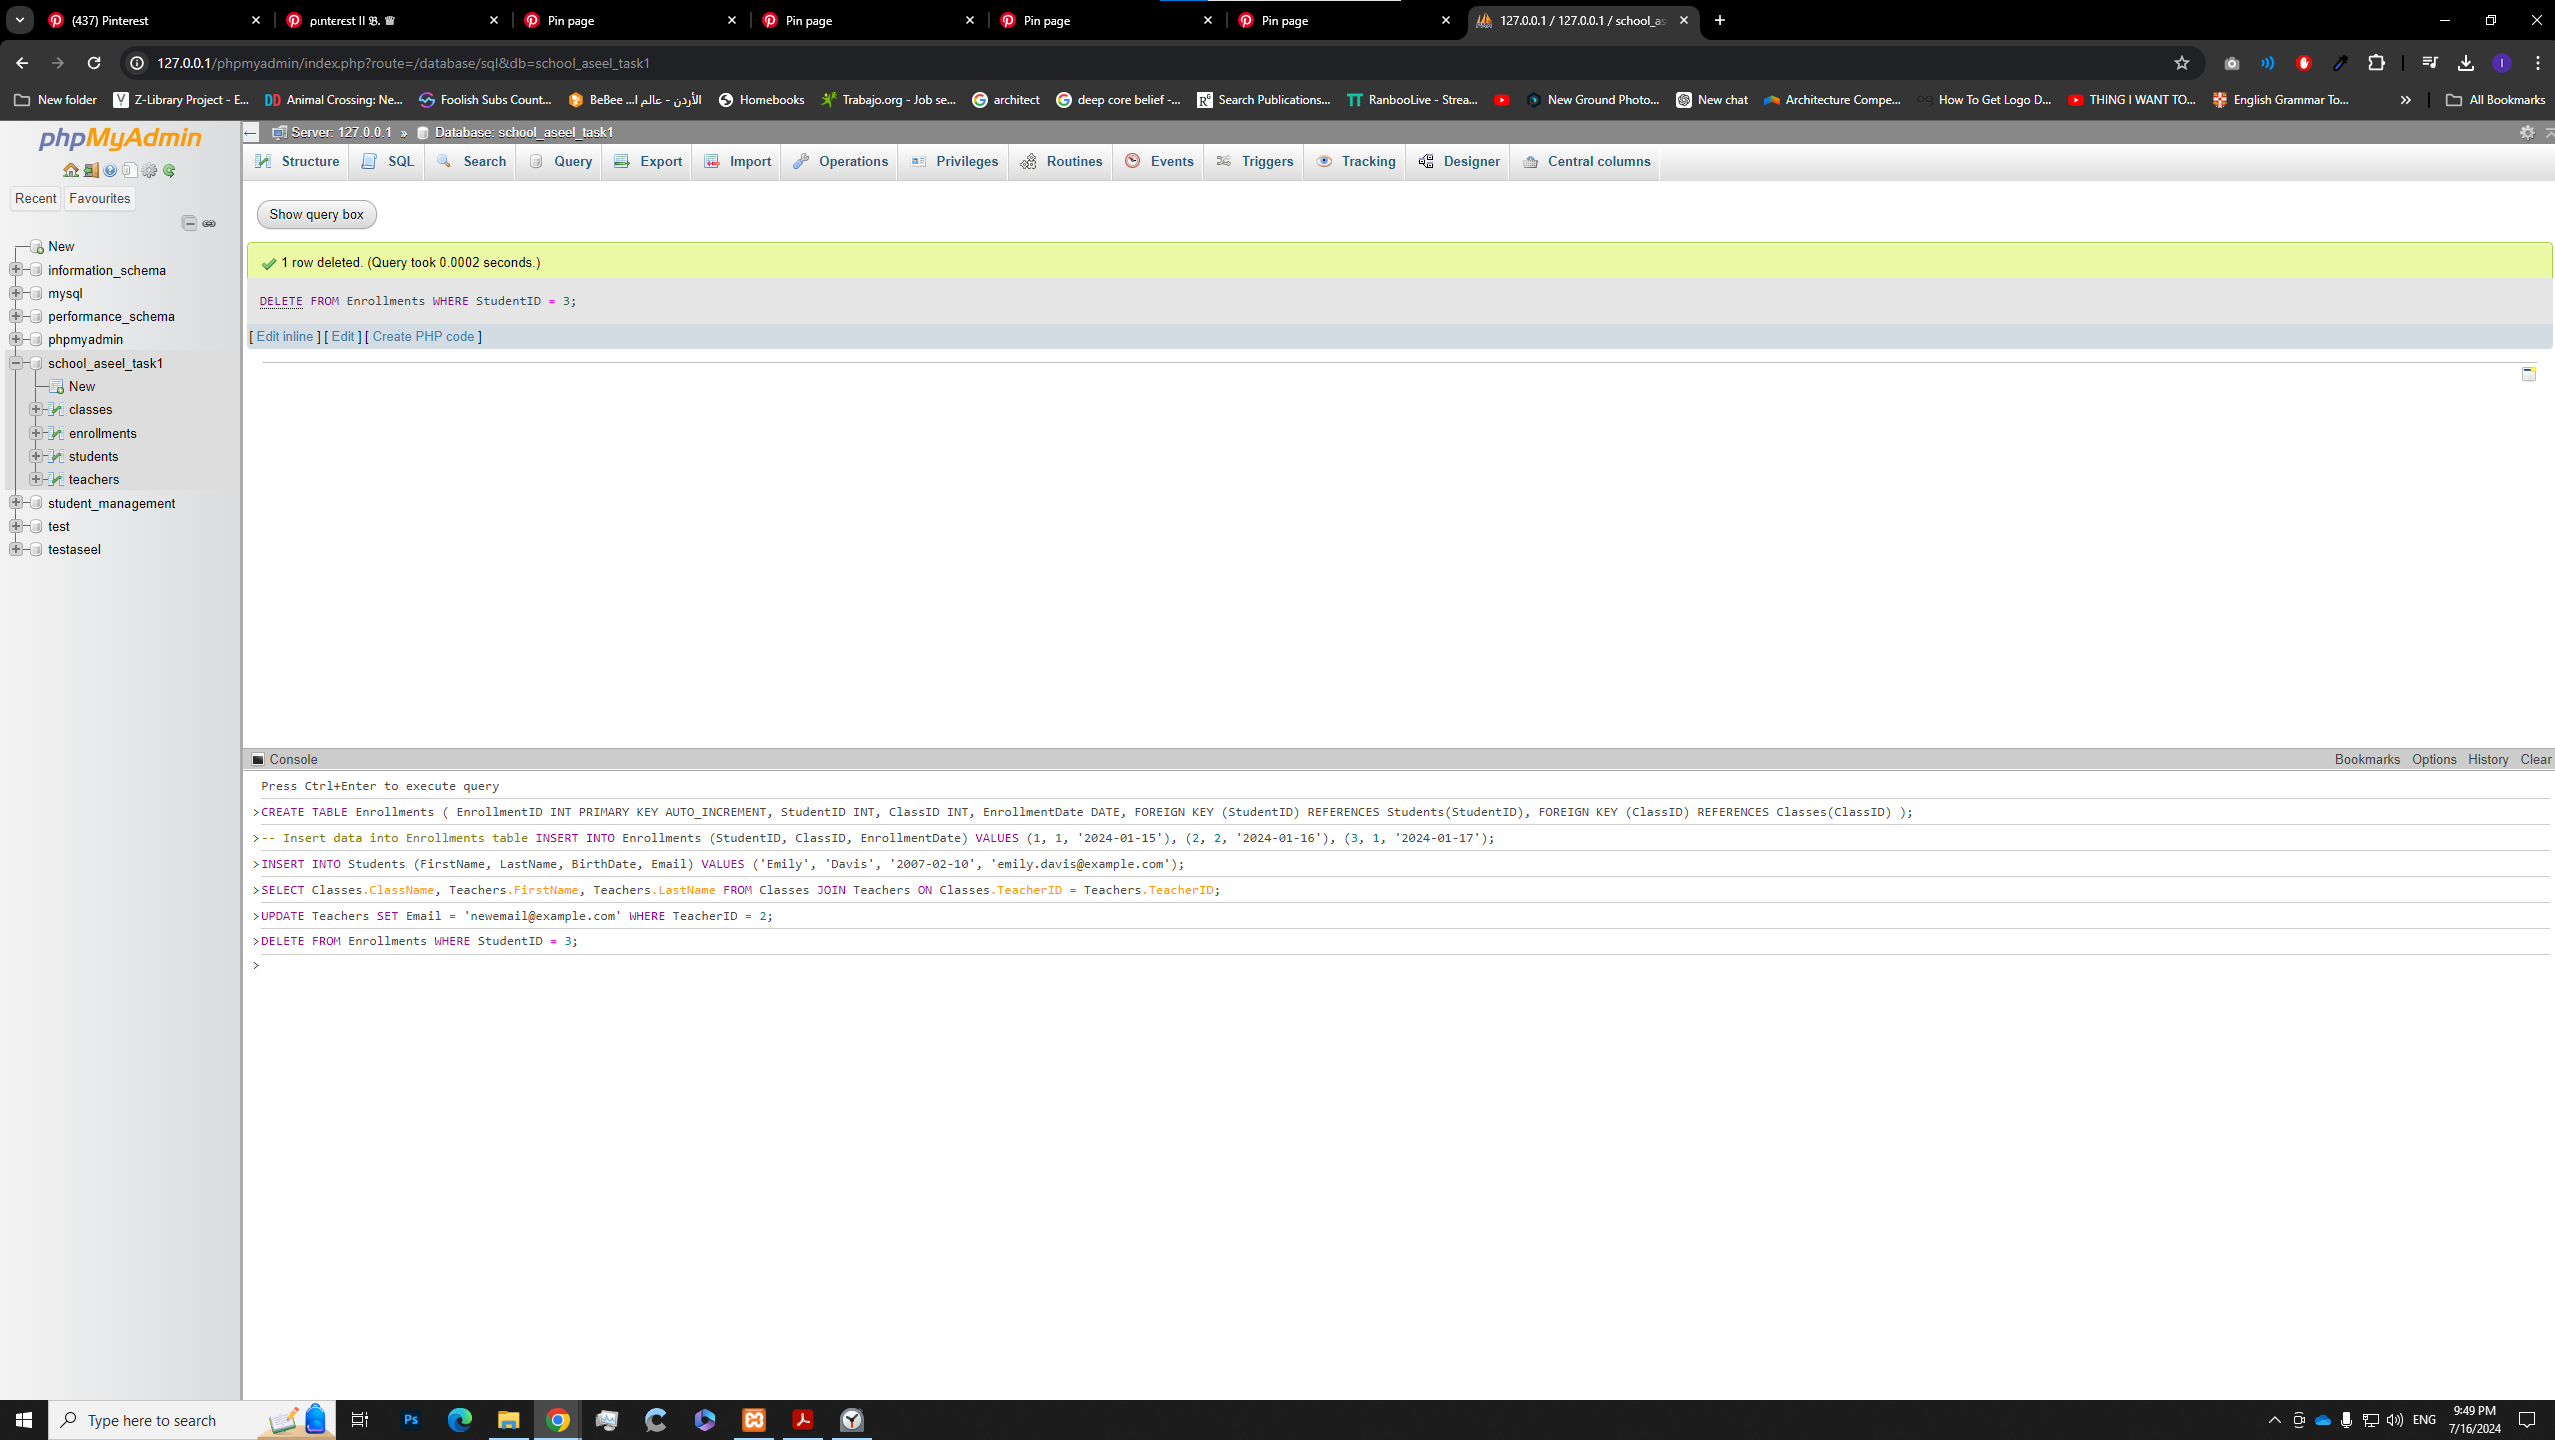 (437) Pinterest
Pin page
Pin page
Pin page
Pin page
127.0.0.1 / 127.0.0.1 / school_as
127.0.0.1/phpmyadmin/index.php?route=/database/sql&db=school_aseel_task1
New folder
Z-Library Project - E...
Animal Crossing: Ne...
Foolish Subs Count...
BeBee الأردن - عالم ا...
Homebooks
Trabajo.org - Job se...
architect
deep core belief -...
Search Publications...
RanbooLive - Strea...
New Ground Photo...
New chat
Architecture Compe...
How To Get Logo D...
THING I WANT TO...
English Grammar To...
»
All Bookmarks
phpMyAdmin
Recent
Favourites
New
information_schema
mysql
performance_schema
phpmyadmin
school_aseel_task1
New
classes
enrollments
students
teachers
student_management
test
testaseel
Server: 127.0.0.1 » Database: school_aseel_task1
Structure
SQL
Search
Query
Export
Import
Operations
Privileges
Routines
Events
Triggers
Tracking
Designer
Central columns
Show query box
1 row deleted. (Query took 0.0002 seconds.)
DELETE FROM Enrollments WHERE StudentID = 3;
[ Edit inline ] [ Edit ] [ Create PHP code ]
Console
Bookmarks
Options
History
Clear
Press Ctrl+Enter to execute query
>CREATE TABLE Enrollments ( EnrollmentID INT PRIMARY KEY AUTO_INCREMENT, StudentID INT, ClassID INT, EnrollmentDate DATE, FOREIGN KEY (StudentID) REFERENCES Students(StudentID), FOREIGN KEY (ClassID) REFERENCES Classes(ClassID) );
>-- Insert data into Enrollments table INSERT INTO Enrollments (StudentID, ClassID, EnrollmentDate) VALUES (1, 1, '2024-01-15'), (2, 2, '2024-01-16'), (3, 1, '2024-01-17');
>INSERT INTO Students (FirstName, LastName, BirthDate, Email) VALUES ('Emily', 'Davis', '2007-02-10', 'emily.davis@example.com');
>SELECT Classes.ClassName, Teachers.FirstName, Teachers.LastName FROM Classes JOIN Teachers ON Classes.TeacherID = Teachers.TeacherID;
>UPDATE Teachers SET Email = 'newemail@example.com' WHERE TeacherID = 2;
>DELETE FROM Enrollments WHERE StudentID = 3;
>
Type here to search
Ps
ENG
9:49 PM
7/16/2024